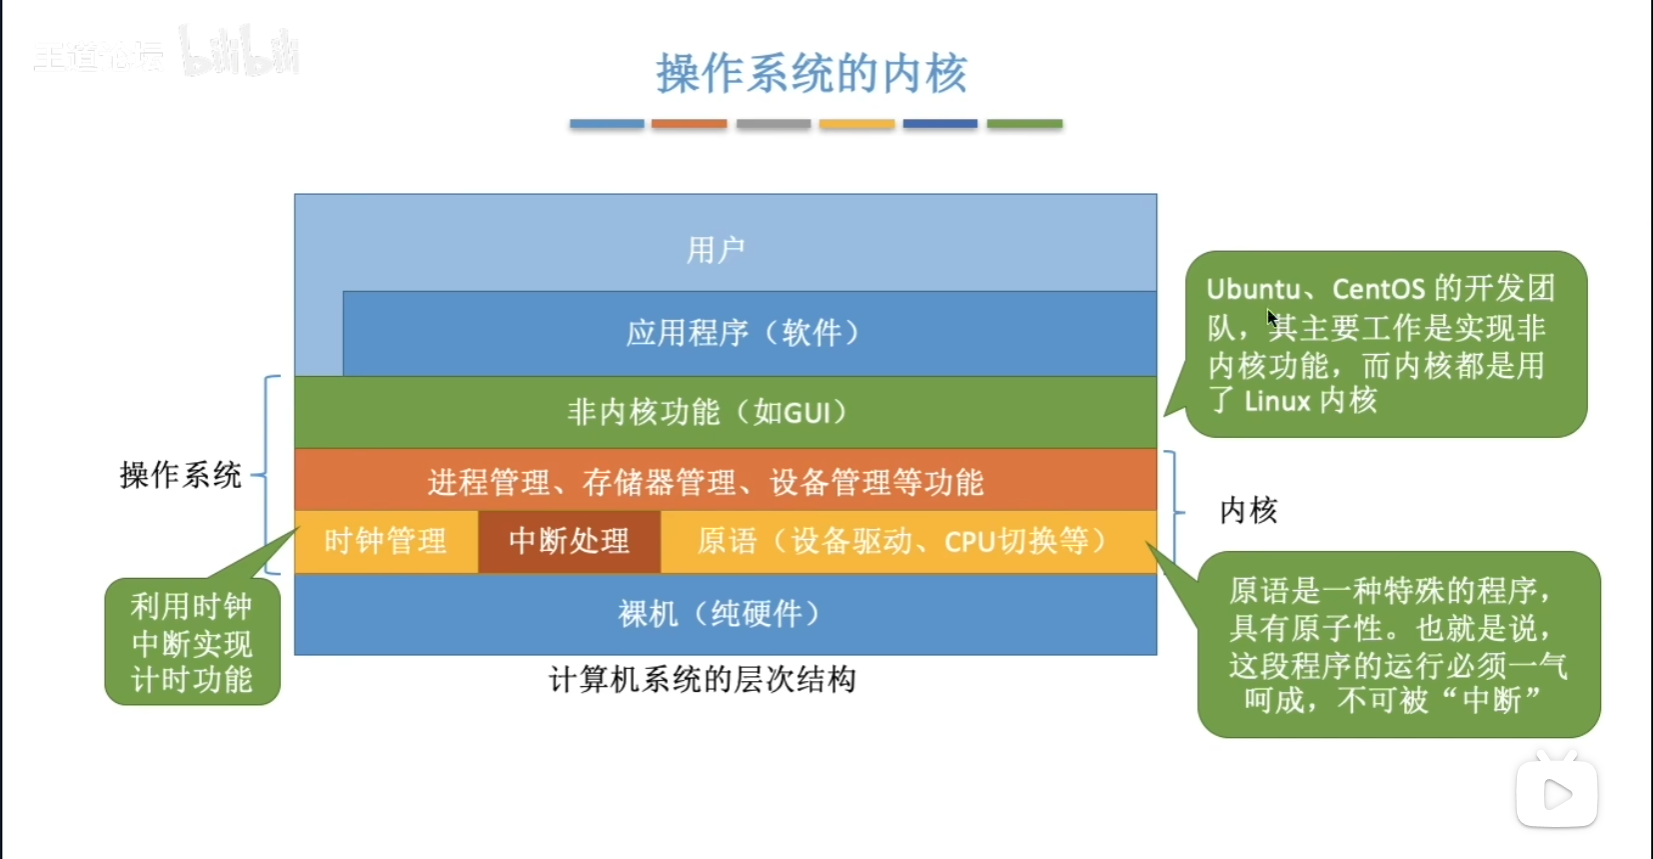 王道论坛 bilibili
操作系统的内核
用户
应用程序（软件）
非内核功能（如GUI）
进程管理、存储器管理、设备管理等功能
时钟管理
中断处理
原语（设备驱动、CPU切换等）
裸机（纯硬件）
计算机系统的层次结构
操作系统
内核
Ubuntu、CentOS 的开发团
队，其主要工作是实现非
内核功能，而内核都是用
了 Linux 内核
利用时钟
中断实现
计时功能
原语是一种特殊的程序，
具有原子性。也就是说，
这段程序的运行必须一气
呵成，不可被“中断”